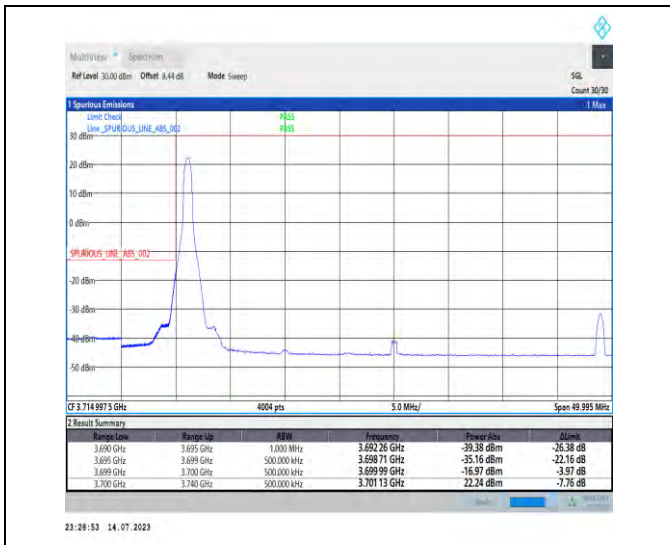 MultiView Spectrum
Ref Level 30.00 dBm Offset 8.44 dB Mode Sweep SGL
Count 30/30
1 Spurious Emissions 1 Max
Limit Check PASS
Line _SPURIOUS_LINE_ABS_002 PASS
30 dBm
20 dBm
10 dBm
0 dBm
SPURIOUS_LINE_ABS_002
-20 dBm
-30 dBm
-40 dBm
-50 dBm
CF 3.714 997 5 GHz 4004 pts 5.0 MHz/ Span 49.995 MHz
2 Result Summary
Range Low Range Up RBW Frequency Power Abs ΔLimit
3.690 GHz 3.695 GHz 1.000 MHz 3.692 26 GHz -39.38 dBm -26.38 dB
3.695 GHz 3.699 GHz 500.000 kHz 3.698 71 GHz -35.16 dBm -22.16 dB
3.699 GHz 3.700 GHz 500.000 kHz 3.699 99 GHz -16.97 dBm -3.97 dB
3.700 GHz 3.740 GHz 500.000 kHz 3.701 13 GHz 22.24 dBm -7.76 dB
23:28:53 14.07.2023